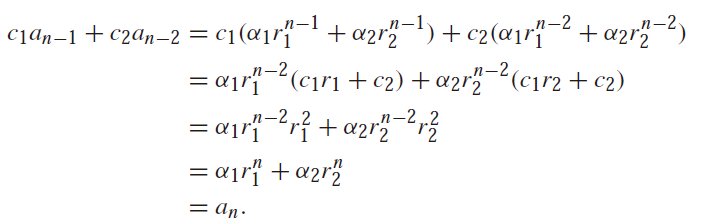 c₁aₙ₋₁ + c₂aₙ₋₂ = c₁(α₁r₁ⁿ⁻¹ + α₂r₂ⁿ⁻¹) + c₂(α₁r₁ⁿ⁻² + α₂r₂ⁿ⁻²)
= α₁r₁ⁿ⁻²(c₁r₁ + c₂) + α₂r₂ⁿ⁻²(c₁r₂ + c₂)
= α₁r₁ⁿ⁻²r₁² + α₂r₂ⁿ⁻²r₂²
= α₁r₁ⁿ + α₂r₂ⁿ
= aₙ.